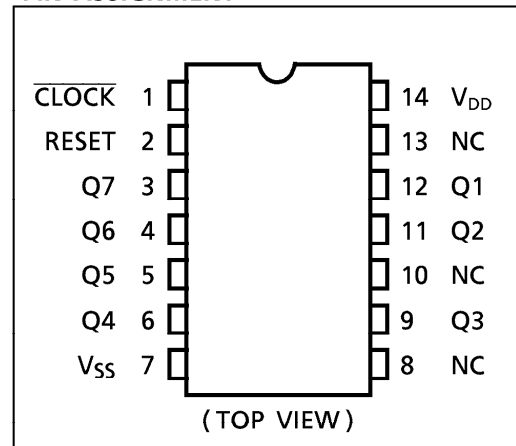 CLOCK 1 14 VDD
RESET 2 13 NC
Q7 3 12 Q1
Q6 4 11 Q2
Q5 5 10 NC
Q4 6 9 Q3
VSS 7 8 NC
( TOP VIEW )